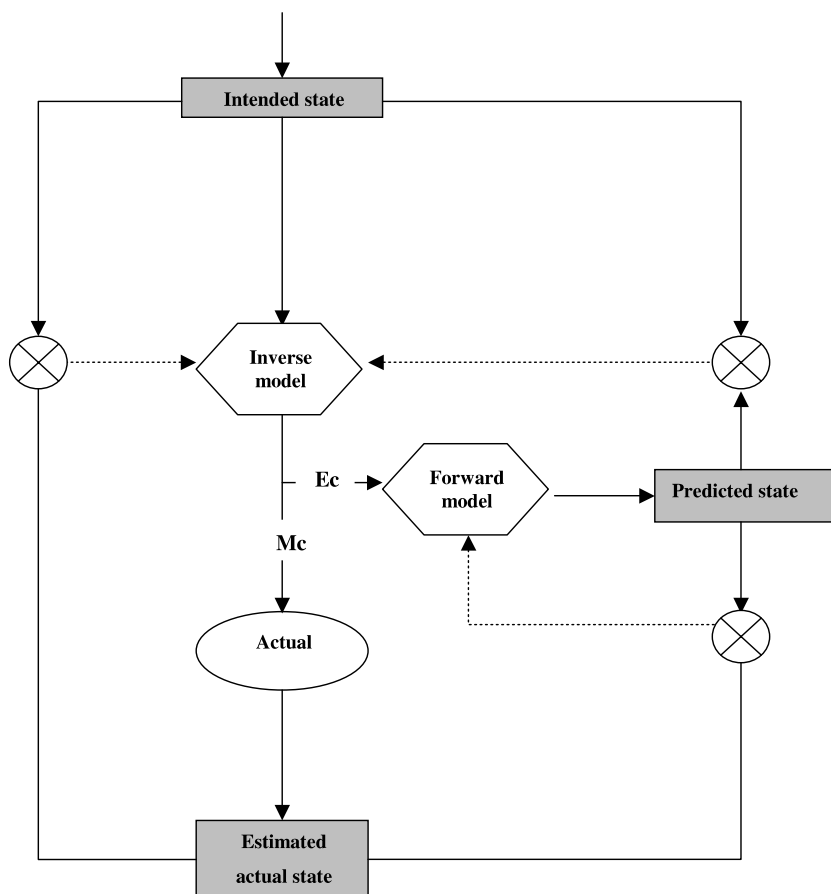 Intended state
Inverse
model
Ec
Forward
model
Predicted state
Mc
Actual
Estimated
actual state